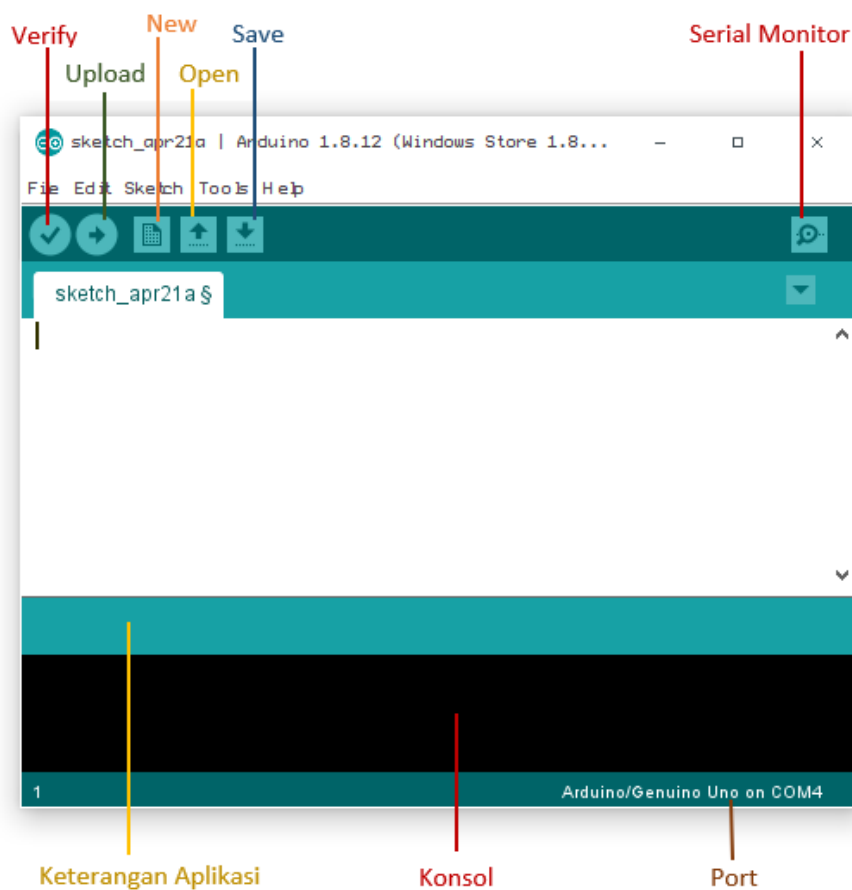 New
Verify
Save
Serial Monitor
Upload
Open
sketch_apr21a | Arduino 1.8.12 (Windows Store 1.8...
File Edit Sketch Tools Help
sketch_apr21a §
1
Arduino/Genuino Uno on COM4
Keterangan Aplikasi
Konsol
Port